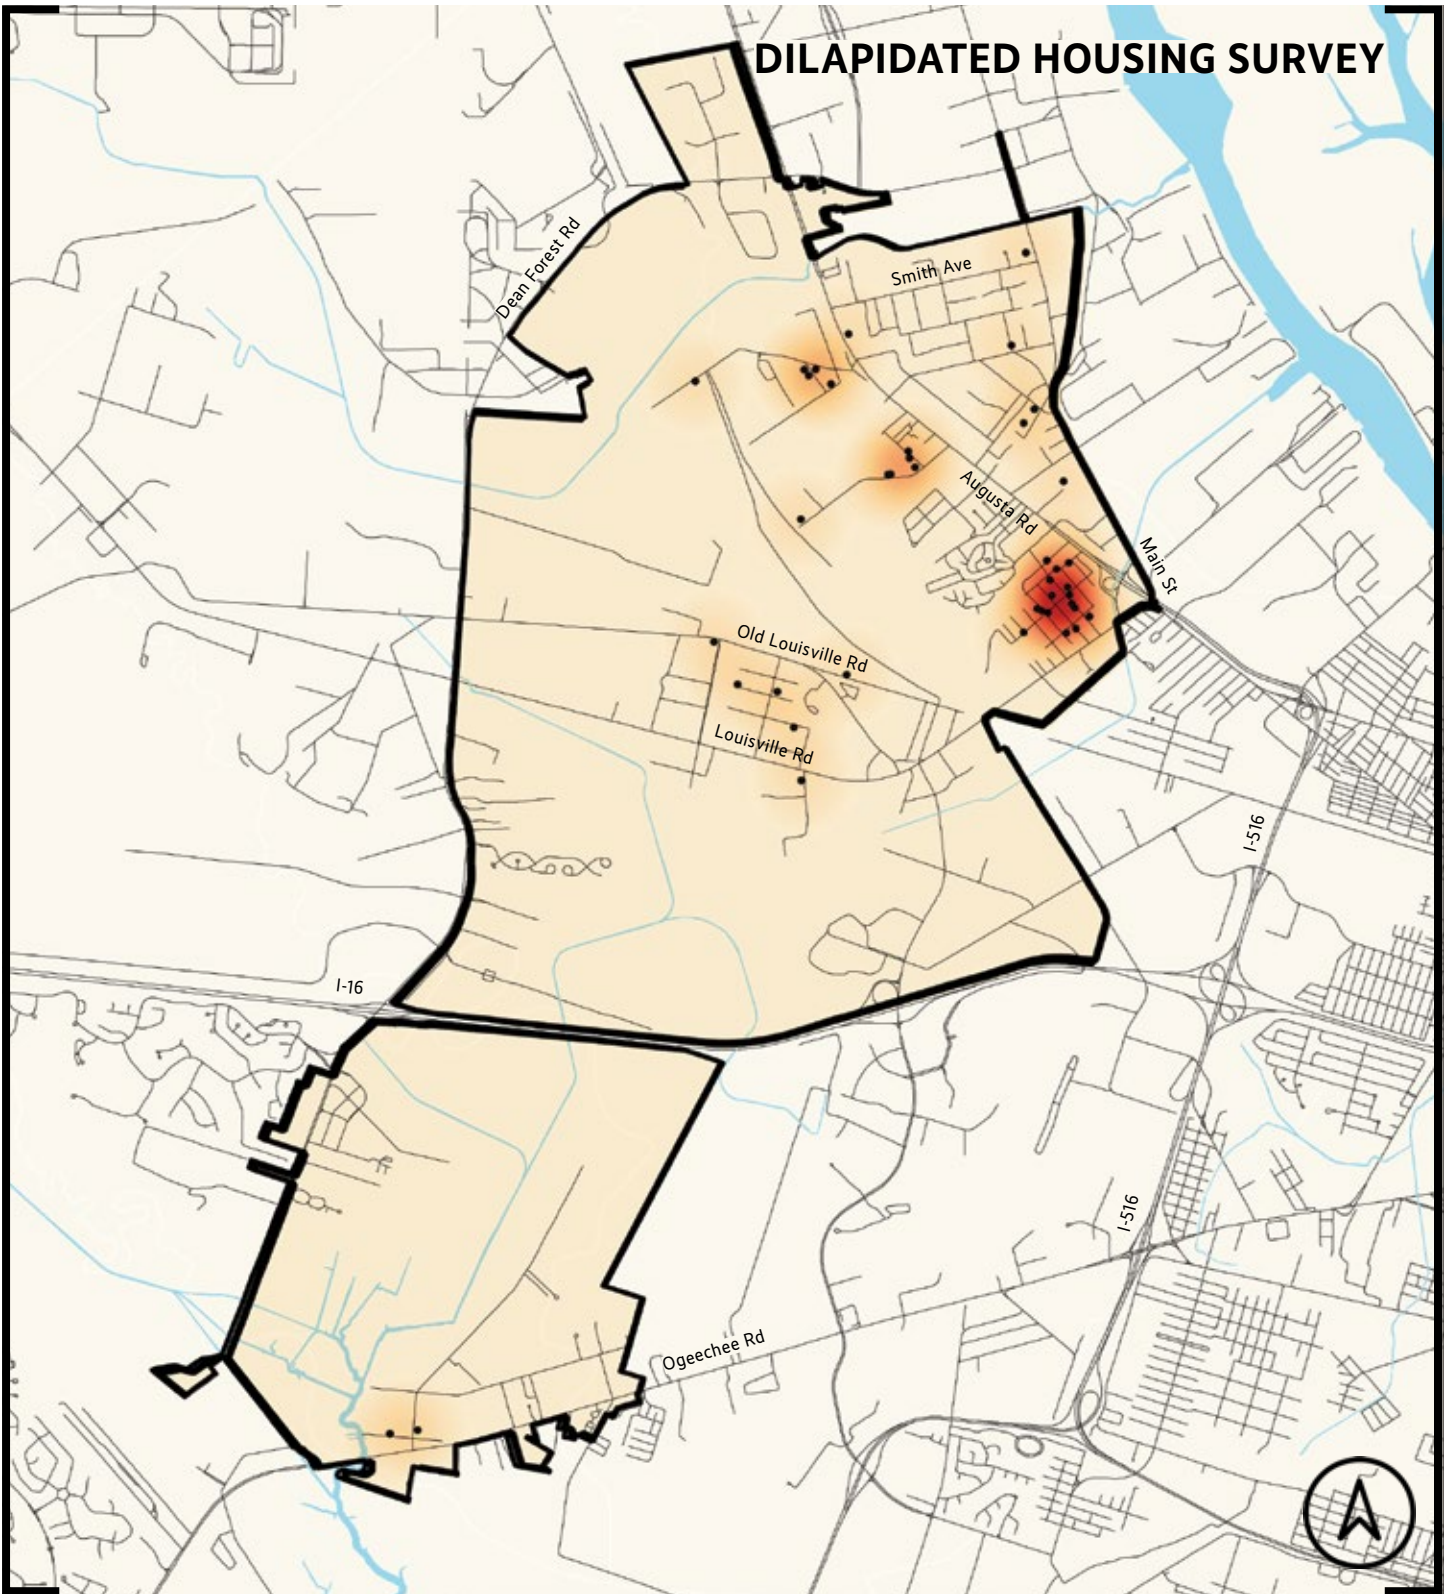 DILAPIDATED HOUSING SURVEY
Dean Forest Rd
Smith Ave
Augusta Rd
Main St
Old Louisville Rd
Louisville Rd
I-516
I-16
I-516
Ogeechee Rd